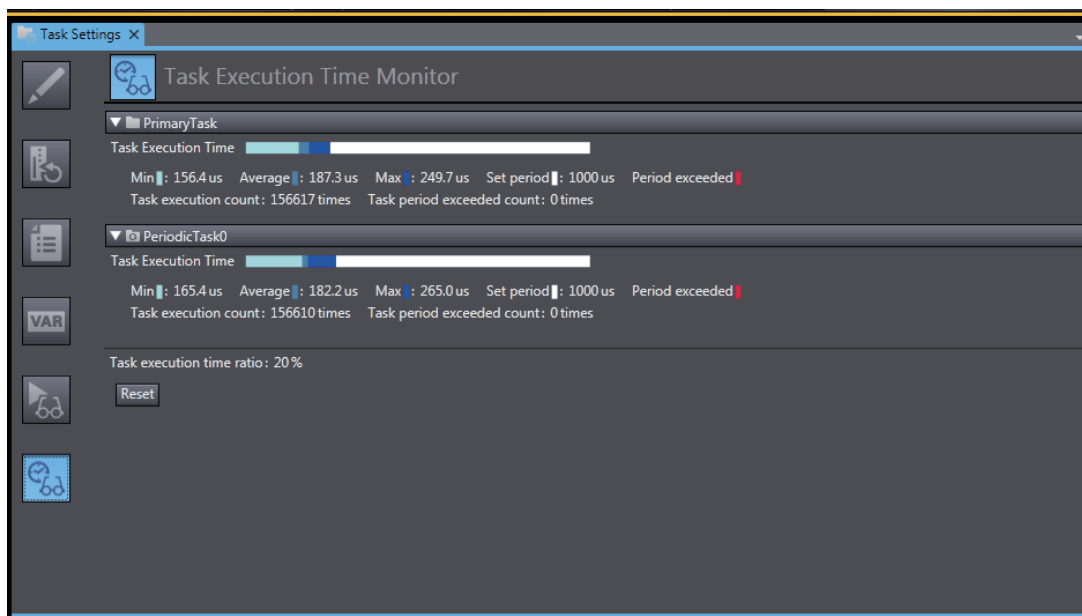 Task Settings
Task Execution Time Monitor
PrimaryTask
Task Execution Time
Min : 156.4 us Average : 187.3 us Max : 249.7 us Set period : 1000 us Period exceeded
Task execution count : 156617 times Task period exceeded count : 0 times
PeriodicTask0
Task Execution Time
Min : 165.4 us Average : 182.2 us Max : 265.0 us Set period : 1000 us Period exceeded
Task execution count : 156610 times Task period exceeded count : 0 times
VAR
Task execution time ratio : 20 %
Reset